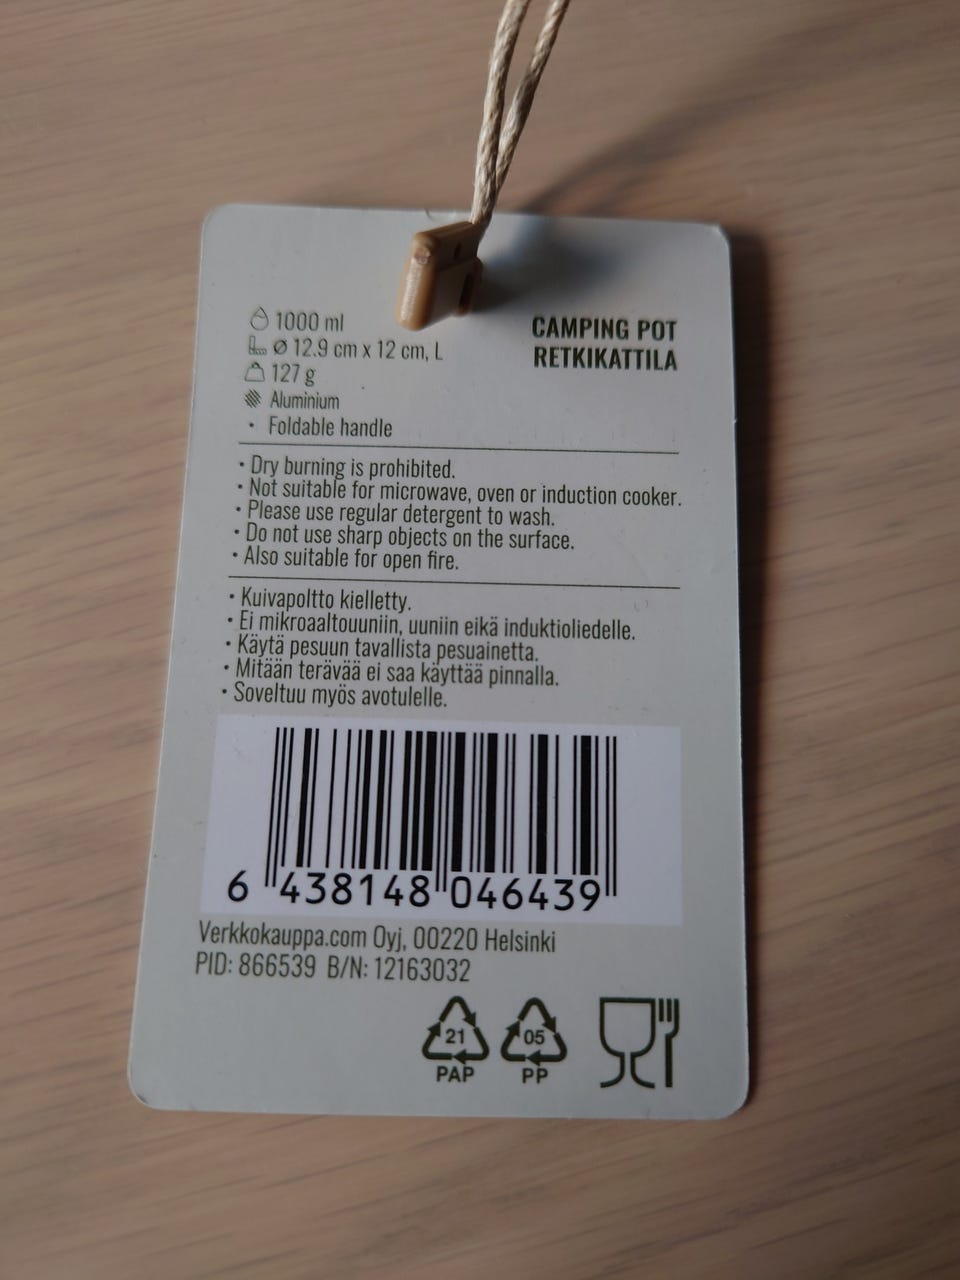 1000 ml
Ø 12.9 cm x 12 cm, L
127 g
Aluminium
• Foldable handle
CAMPING POT
RETKIKATTILA
• Dry burning is prohibited.
• Not suitable for microwave, oven or induction cooker.
• Please use regular detergent to wash.
• Do not use sharp objects on the surface.
• Also suitable for open fire.
• Kuivapoltto kielletty.
• Ei mikroaaltouuniin, uuniin eikä induktioliedelle.
• Käytä pesuun tavallista pesuainetta.
• Mitään terävää ei saa käyttää pinnalla.
• Soveltuu myös avotulelle.
6 438148 046439
Verkkokauppa.com Oyj, 00220 Helsinki
PID: 866539 B/N: 12163032
21 05
PAP PP